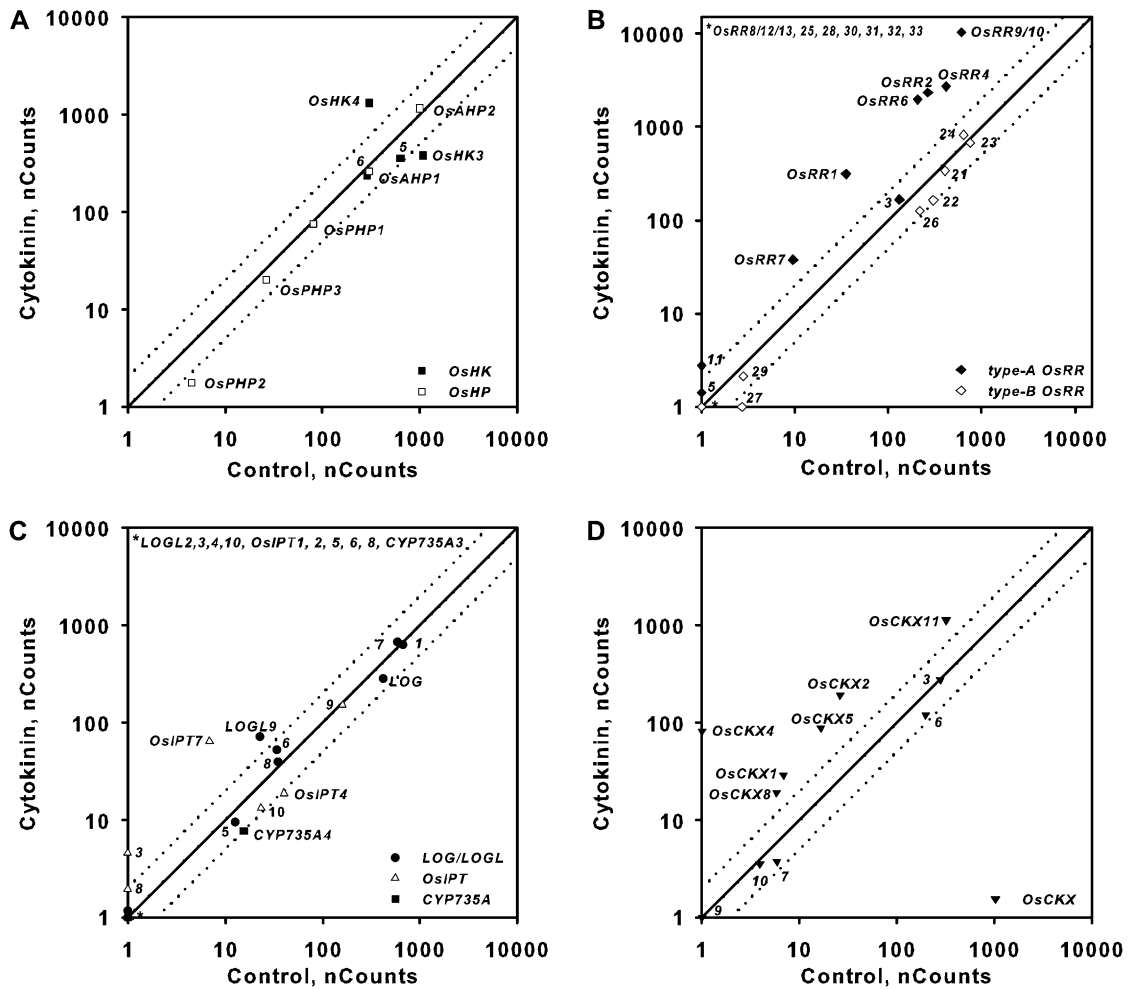 A
10000
1000
100
10
1
Cytokinin, nCounts
OsHK4
OsAHP2
5
OsHK3
6
OsAHP1
OsPHP1
OsPHP3
OsPHP2
OsHK
OsHP
1 10 100 1000 10000
Control, nCounts
B
10000
1000
100
10
1
Cytokinin, nCounts
*OsRR8/12/13, 25, 28, 30, 31, 32, 33
OsRR9/10
OsRR4
OsRR2
OsRR6
24
23
OsRR1
21
3
22
26
OsRR7
11
29
5
27
*
type-A OsRR
type-B OsRR
1 10 100 1000 10000
Control, nCounts
C
10000
1000
100
10
1
Cytokinin, nCounts
*LOGL2,3,4,10, OsIPT1, 2, 5, 6, 8, CYP735A3
7
1
LOG
9
LOGL9
OsIPT7
6
8
OsIPT4
10
5
CYP735A4
3
8
*
LOG/LOGL
OsIPT
CYP735A
1 10 100 1000 10000
Control, nCounts
D
10000
1000
100
10
1
Cytokinin, nCounts
OsCKX11
3
OsCKX2
OsCKX5
6
OsCKX4
OsCKX1
OsCKX8
10
7
9
OsCKX
1 10 100 1000 10000
Control, nCounts